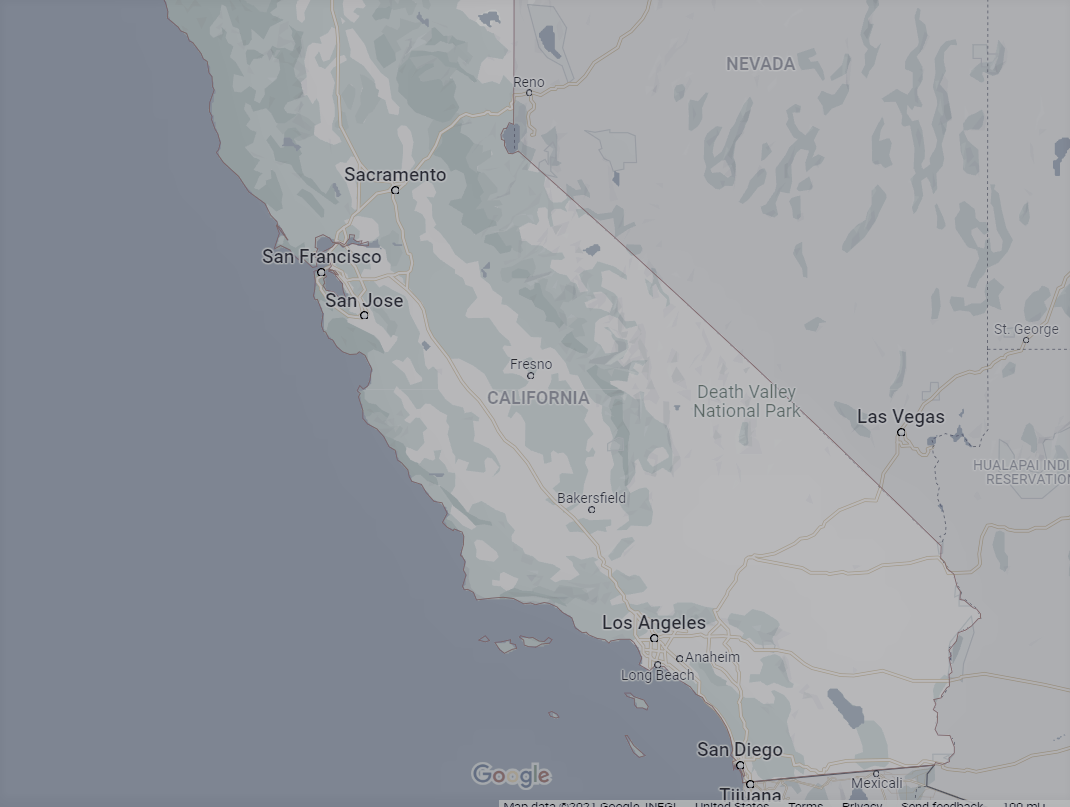 NEVADA
Reno
Sacramento
San Francisco
San Jose
St. George
Fresno
CALIFORNIA
Death Valley
National Park
Las Vegas
HUALAPAI INDI
RESERVATION
Bakersfield
Los Angeles
Anaheim
Long Beach
San Diego
Google
Mexicali
Tijuana
Map data ©2021 Google, INEGI United States Terms Privacy Send feedback 100 mi